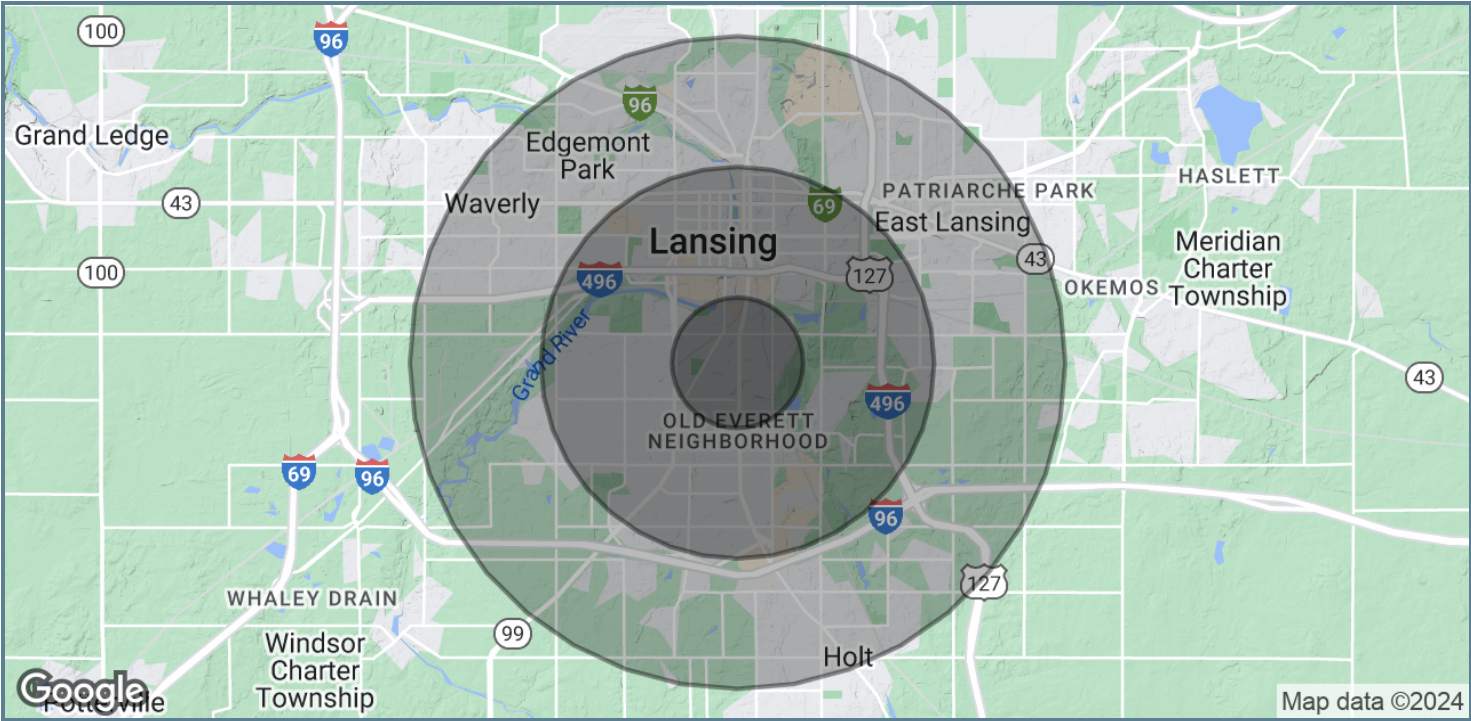 100
96
96
Grand Ledge
Edgemont
Park
HASLETT
PATRIARCHE PARK
43
Waverly
69
East Lansing
Lansing
Meridian
Charter
Township
43
100
496
127
OKEMOS
Grand River
43
496
OLD EVERETT
NEIGHBORHOOD
69
96
96
127
WHALEY DRAIN
99
Windsor
Charter
Township
Holt
Google
Potterville
Map data ©2024